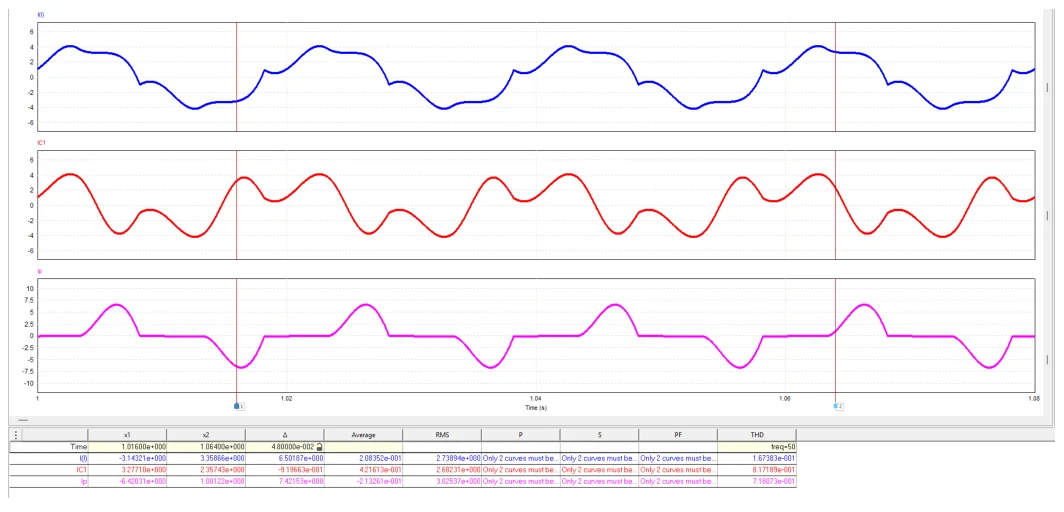 I(l)
6
4
2
0
-2
-4
-6
IC1
6
4
2
0
-2
-4
-6
Ip
10
7.5
5
2.5
0
-2.5
-5
-7.5
-10
1 1.02 1.04 1.06 1.08
Time (s)
1 2
x1 x2 Δ Average RMS P S PF THD
Time 1.01600e+000 1.06400e+000 4.80000e-002 freq=50
I(l) -3.14321e+000 3.35866e+000 6.50187e+000 2.08352e-001 2.73894e+000 Only 2 curves must be... Only 2 curves must be... Only 2 curves must be... 1.67383e-001
IC1 3.27710e+000 2.35743e+000 -9.19663e-001 4.21613e-001 2.68231e+000 Only 2 curves must be... Only 2 curves must be... Only 2 curves must be... 8.17189e-001
Ip -6.42031e+000 1.00122e+000 7.42153e+000 -2.13261e-001 3.02537e+000 Only 2 curves must be... Only 2 curves must be... Only 2 curves must be... 7.18073e-001